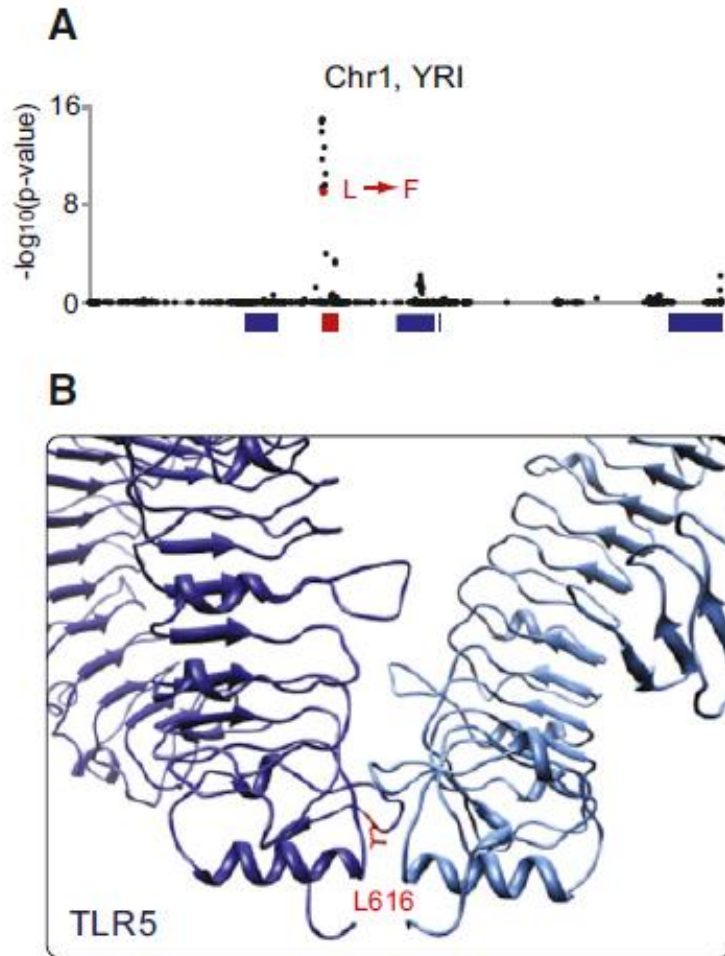 A
Chr1, YRI
-log10(p-value)
16
8
0
L → F
B
L616
TLR5